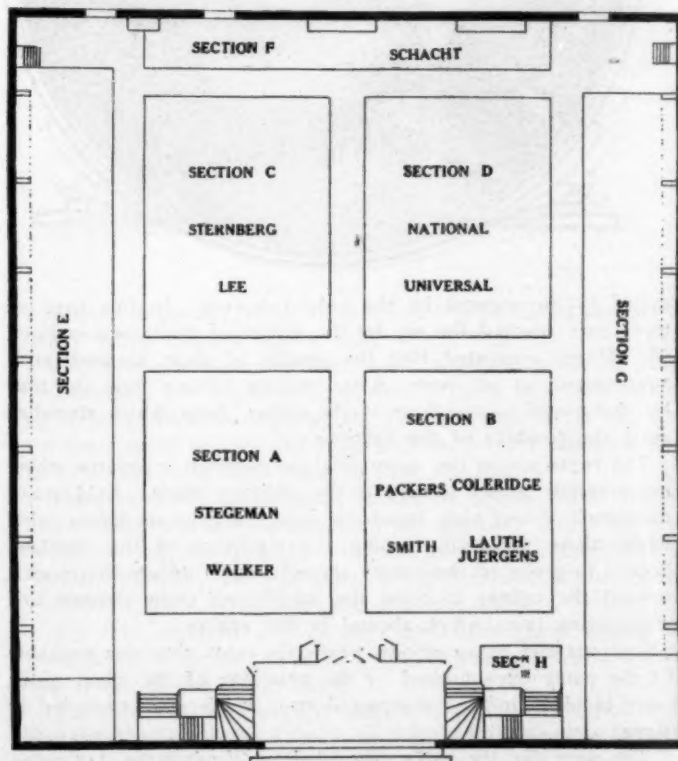 SECTION F
SCHACHT
SECTION C
STERNBERG
LEE
SECTION D
NATIONAL
UNIVERSAL
SECTION E
SECTION G
SECTION A
STEGEMAN
WALKER
SECTION B
PACKERS COLERIDGE
SMITH LAUTH-
JUERGENS
SECN H